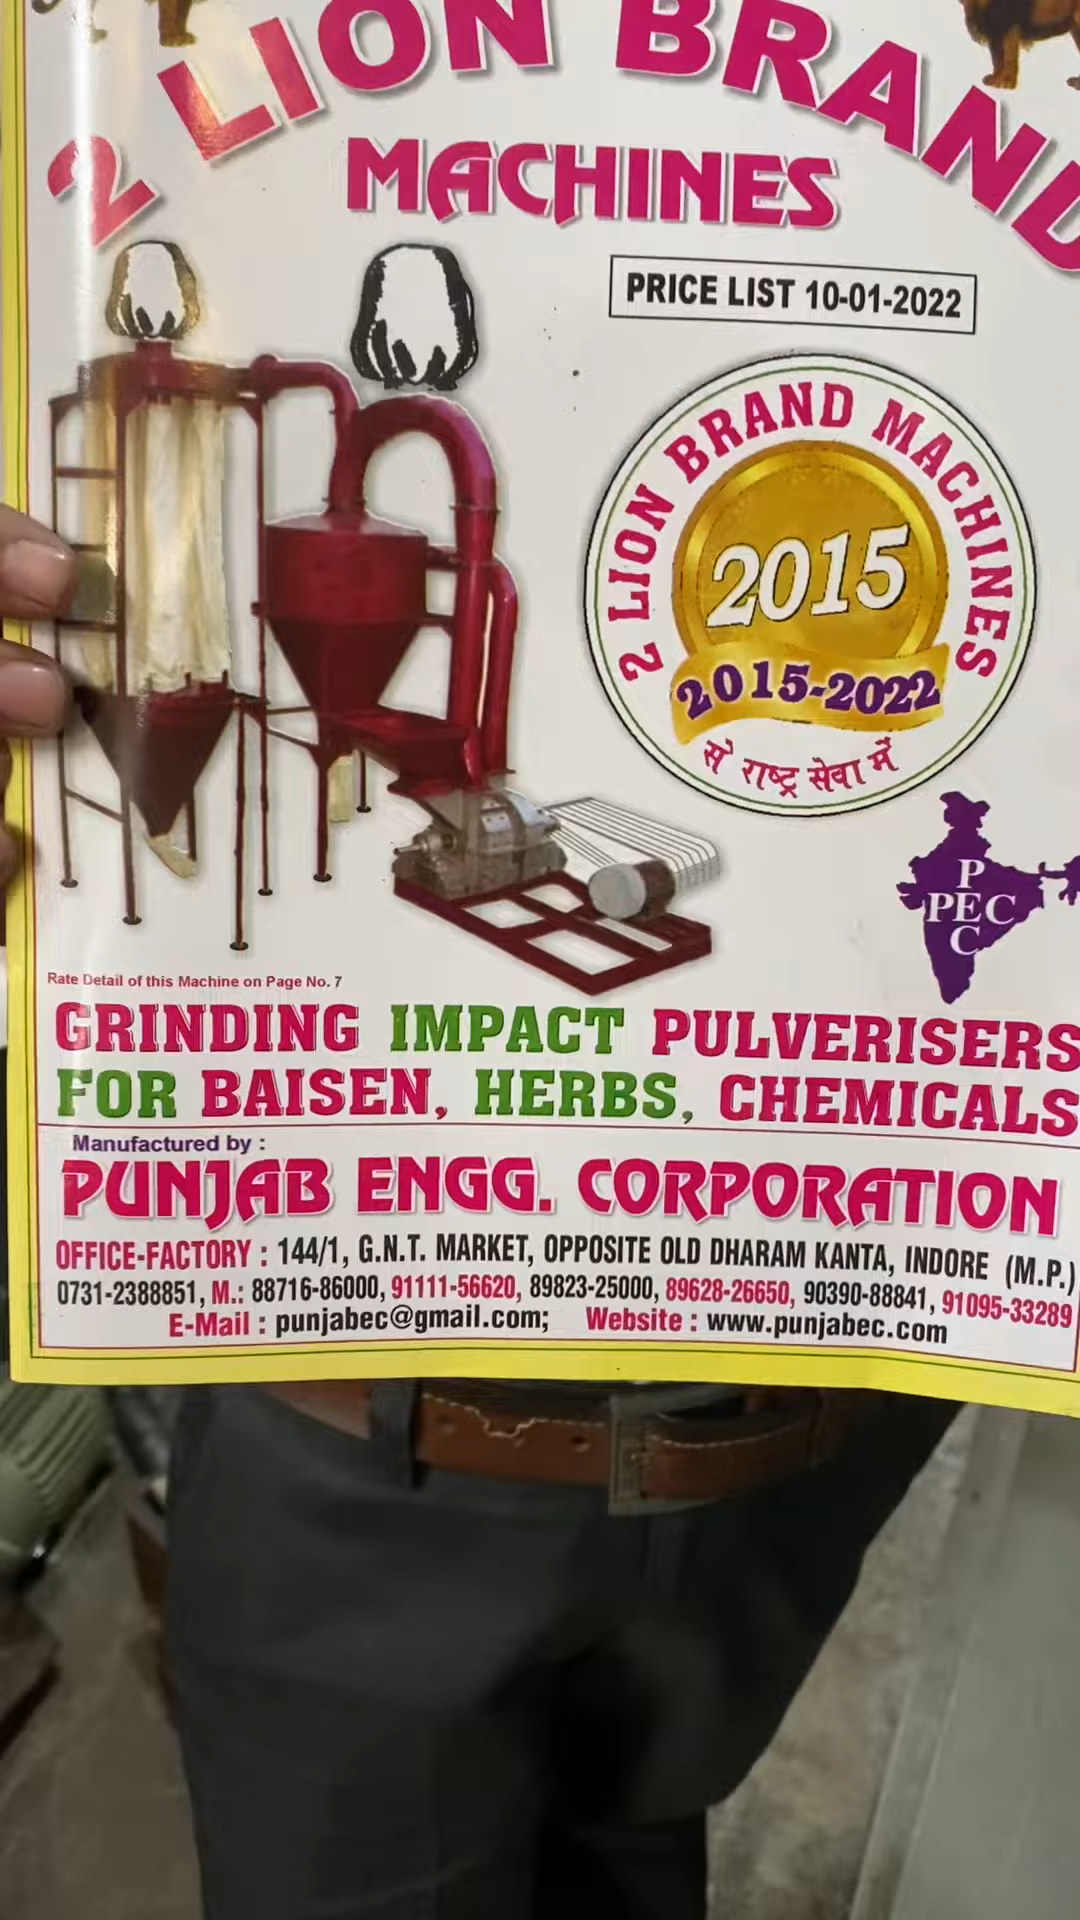 2 LION BRAND
MACHINES
PRICE LIST 10-01-2022
2 LION BRAND MACHINES
2015
2015-2022
से राष्ट्र सेवा में
P
PEC
C
Rate Detail of this Machine on Page No. 7
GRINDING IMPACT PULVERISERS
FOR BAISEN, HERBS, CHEMICALS
Manufactured by :
PUNJAB ENGG. CORPORATION
OFFICE-FACTORY : 144/1, G.N.T. MARKET, OPPOSITE OLD DHARAM KANTA, INDORE (M.P.)
0731-2388851, M.: 88716-86000, 91111-56620, 89823-25000, 89628-26650, 90390-88841, 91095-33289
E-Mail : punjabec@gmail.com; Website : www.punjabec.com